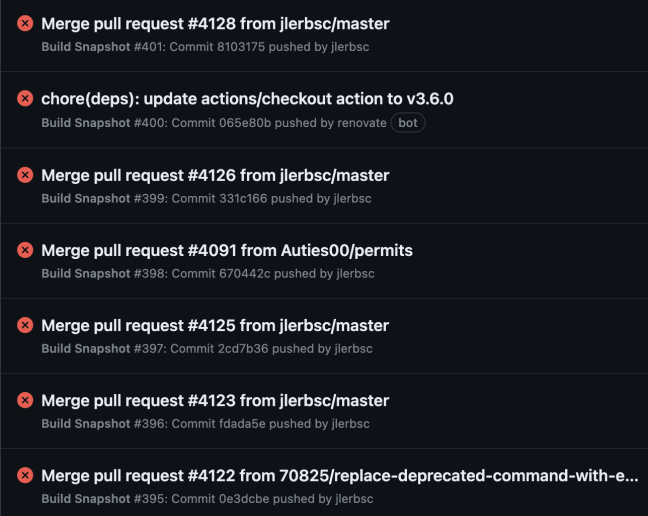 Merge pull request #4128 from jlerbsc/master
Build Snapshot #401: Commit 8103175 pushed by jlerbsc
chore(deps): update actions/checkout action to v3.6.0
Build Snapshot #400: Commit 065e80b pushed by renovate bot
Merge pull request #4126 from jlerbsc/master
Build Snapshot #399: Commit 331c166 pushed by jlerbsc
Merge pull request #4091 from Auties00/permits
Build Snapshot #398: Commit 670442c pushed by jlerbsc
Merge pull request #4125 from jlerbsc/master
Build Snapshot #397: Commit 2cd7b36 pushed by jlerbsc
Merge pull request #4123 from jlerbsc/master
Build Snapshot #396: Commit fdada5e pushed by jlerbsc
Merge pull request #4122 from 70825/replace-deprecated-command-with-e...
Build Snapshot #395: Commit 0e3dcbe pushed by jlerbsc